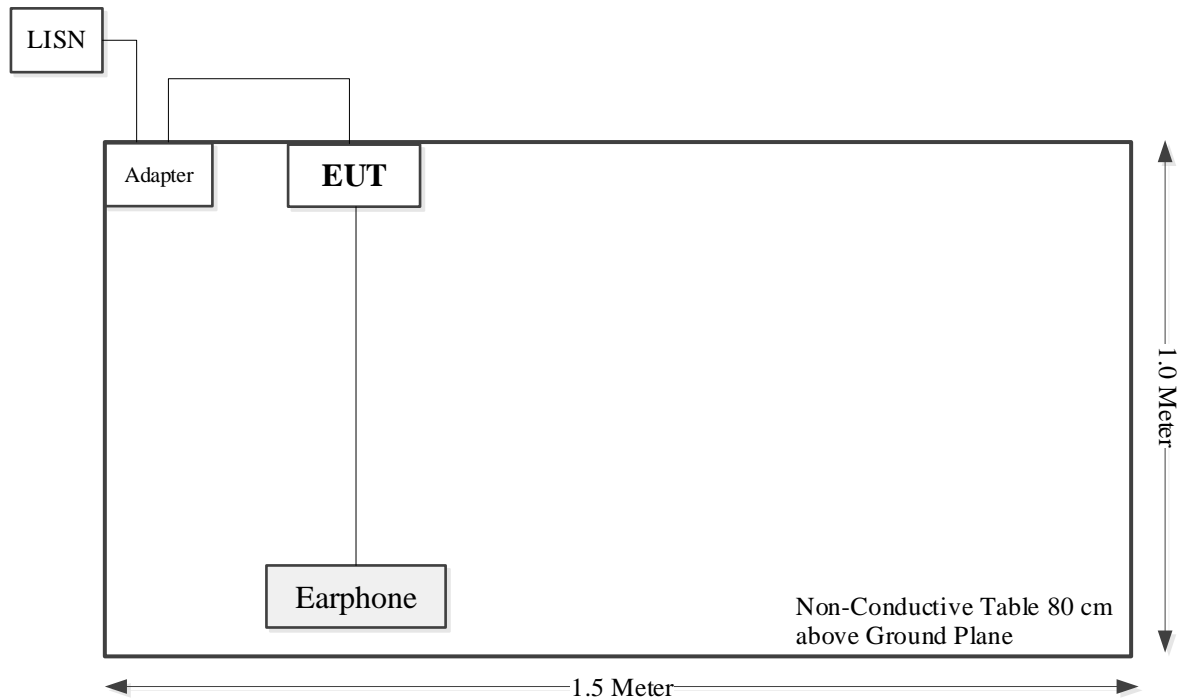 LISN
Adapter
EUT
1.0 Meter
Earphone
Non-Conductive Table 80 cm
above Ground Plane
1.5 Meter